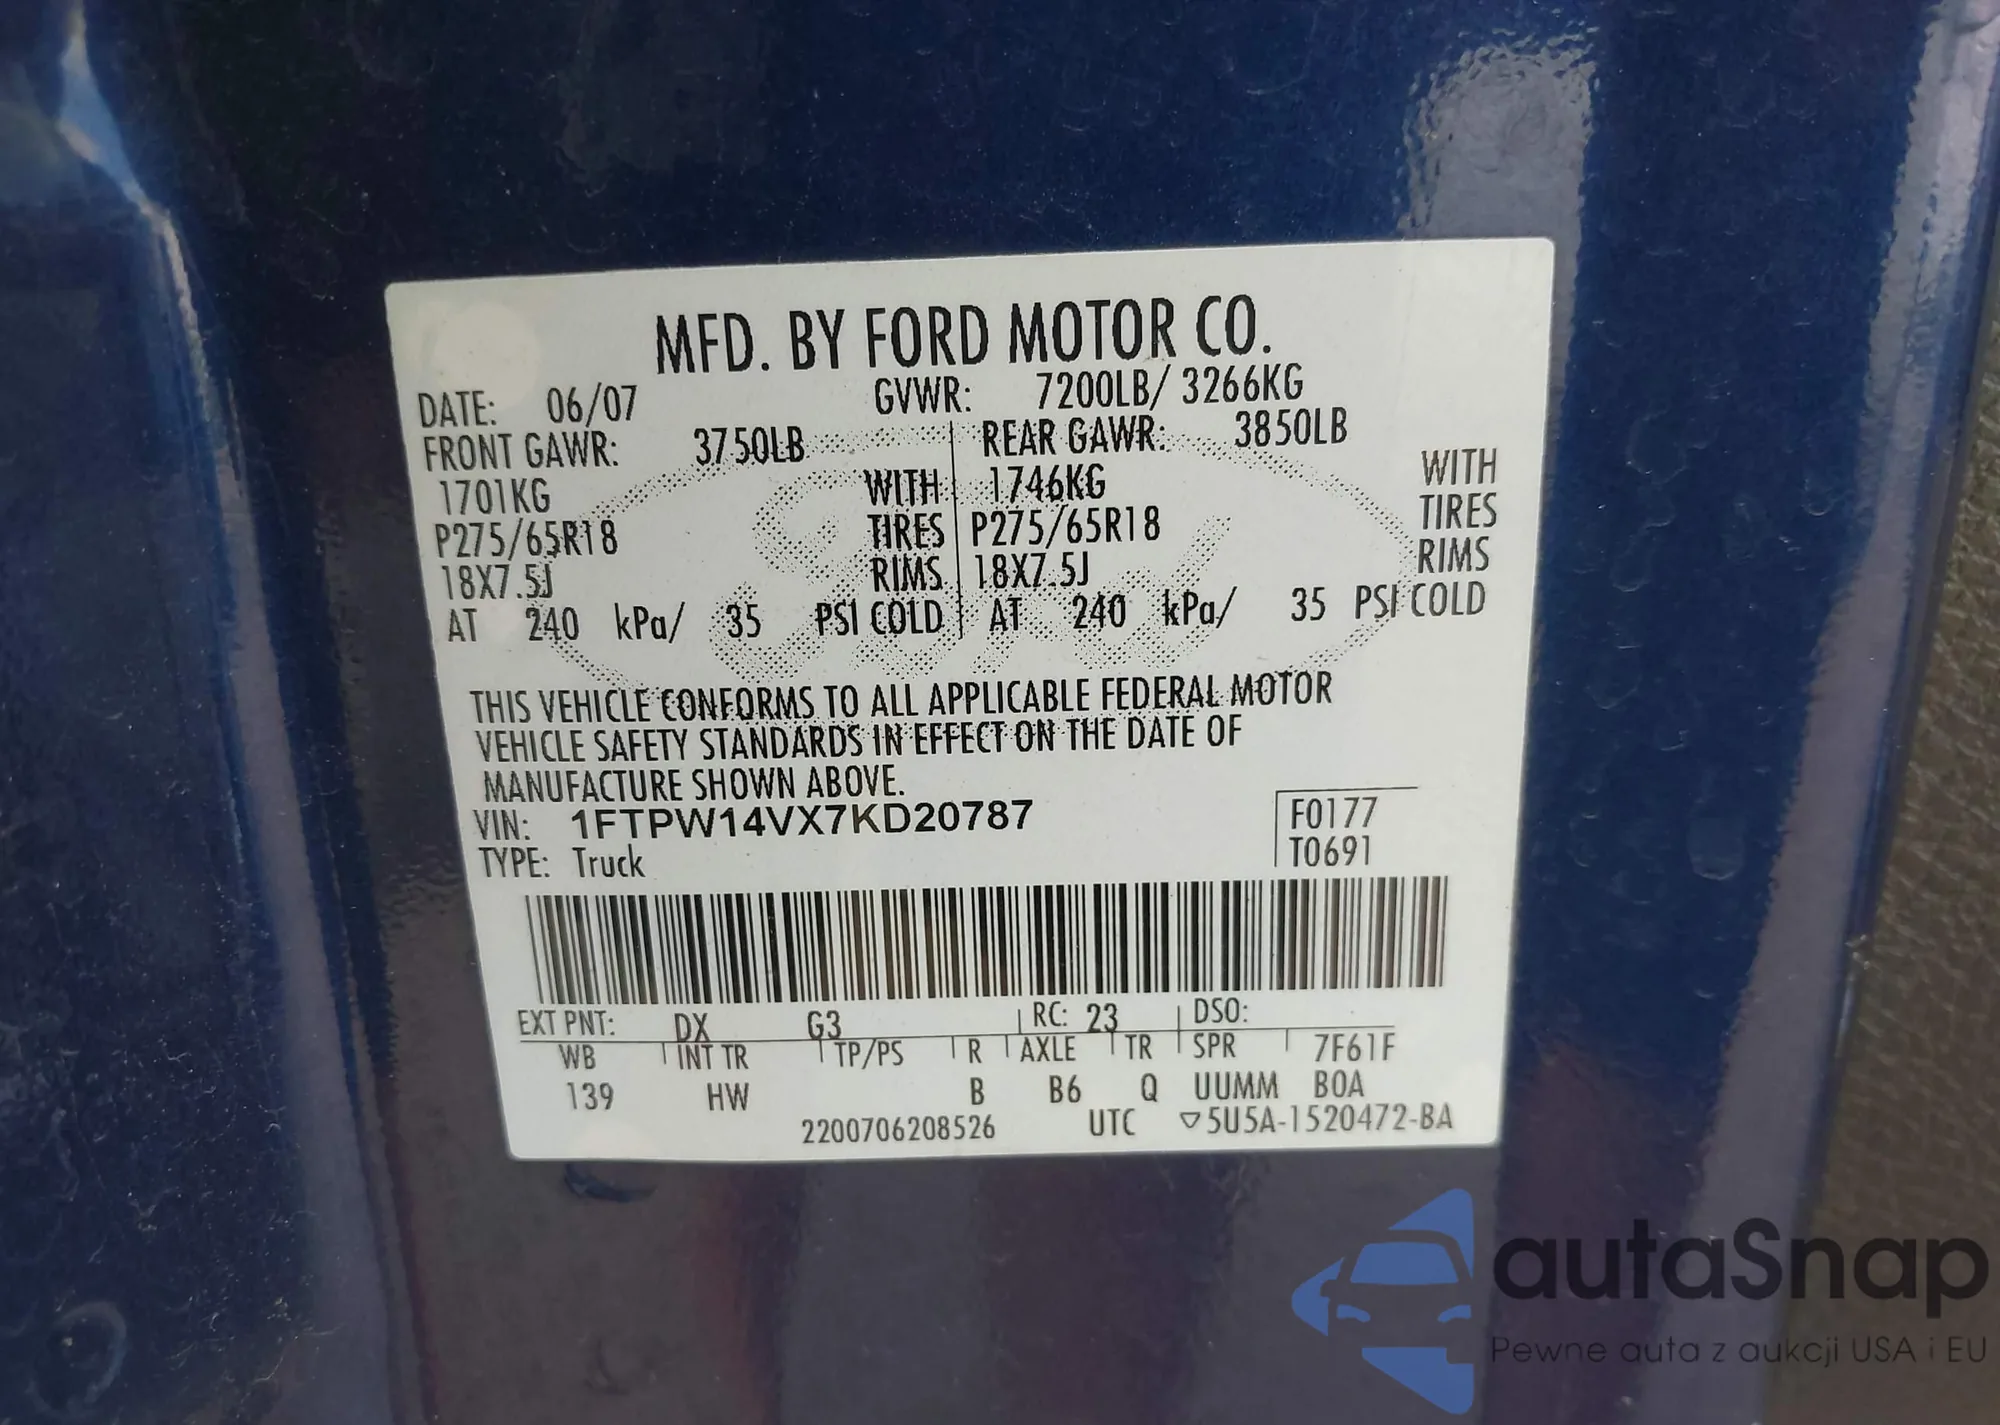 MFD. BY FORD MOTOR CO.
DATE: 06/07 GVWR: 7200LB/ 3266KG
FRONT GAWR: 3750LB REAR GAWR: 3850LB
1701KG WITH 1746KG WITH
P275/65R18 TIRES P275/65R18 TIRES
18X7.5J RIMS 18X7.5J RIMS
AT 240 kPa/ 35 PSI COLD AT 240 kPa/ 35 PSI COLD
THIS VEHICLE CONFORMS TO ALL APPLICABLE FEDERAL MOTOR
VEHICLE SAFETY STANDARDS IN EFFECT ON THE DATE OF
MANUFACTURE SHOWN ABOVE.
VIN: 1FTPW14VX7KD20787 F0177
TYPE: Truck T0691
EXT PNT: DX G3 RC: 23 DSO:
WB INT TR TP/PS R AXLE TR SPR 7F61F
139 HW B B6 Q UUMM BOA
2200706208526 UTC ▽5U5A-1520472-BA
autaSnap
Pewne auta z aukcji USA i EU